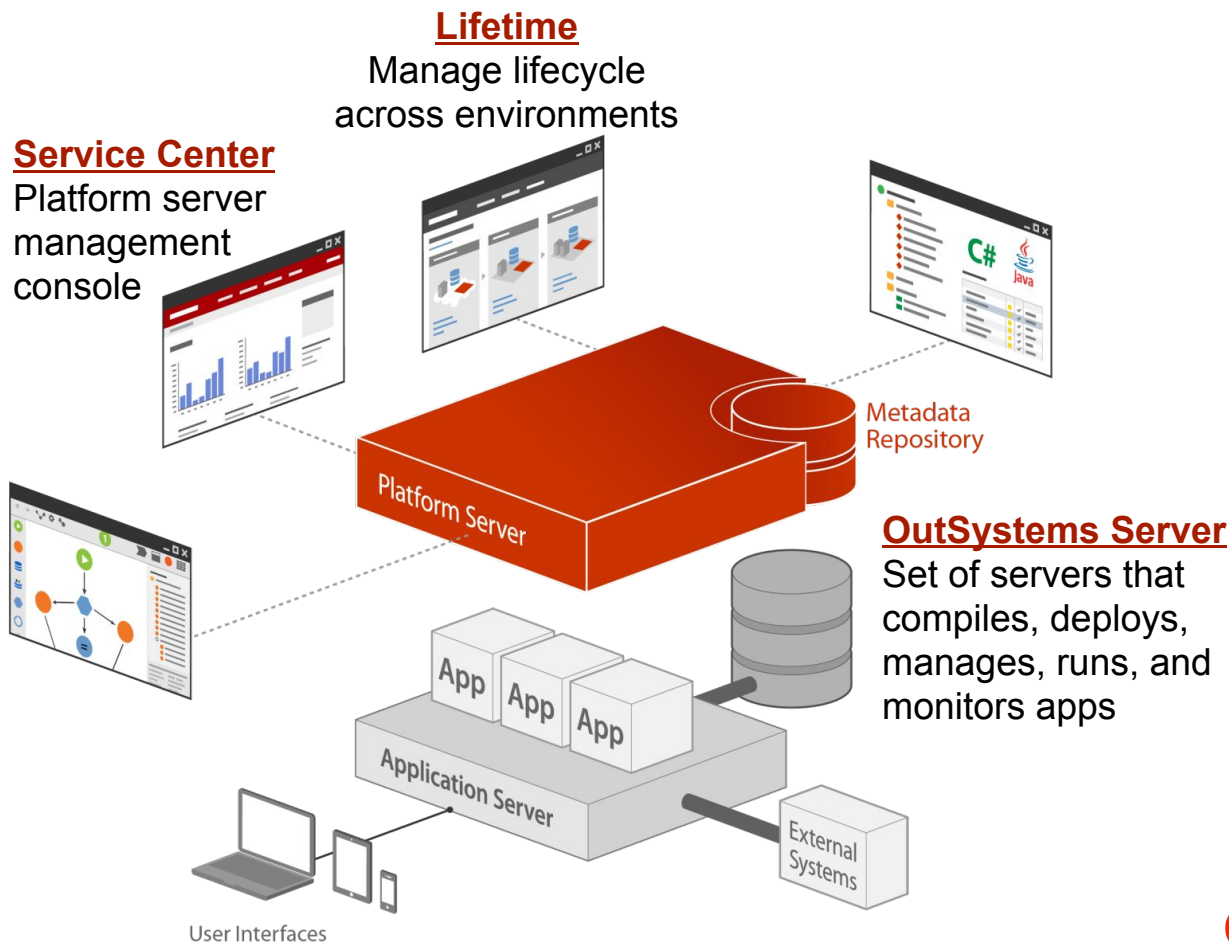 Lifetime
Manage lifecycle
across environments
Service Center
Platform server
management
console
C#
Java
Metadata
Repository
Platform Server
1
OutSystems Server
Set of servers that
compiles, deploys,
manages, runs, and
monitors apps
App
App
App
Application Server
External
Systems
User Interfaces